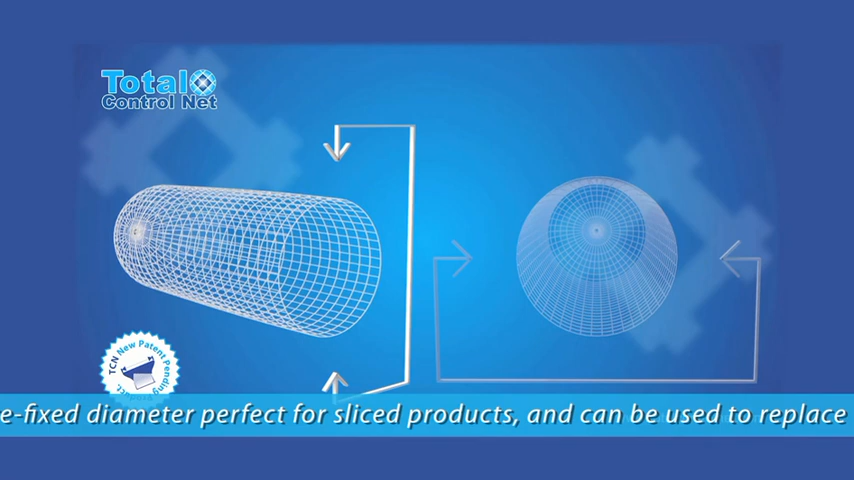 Total
Control Net
TCN New Patent Pending Product.
e-fixed diameter perfect for sliced products, and can be used to replace